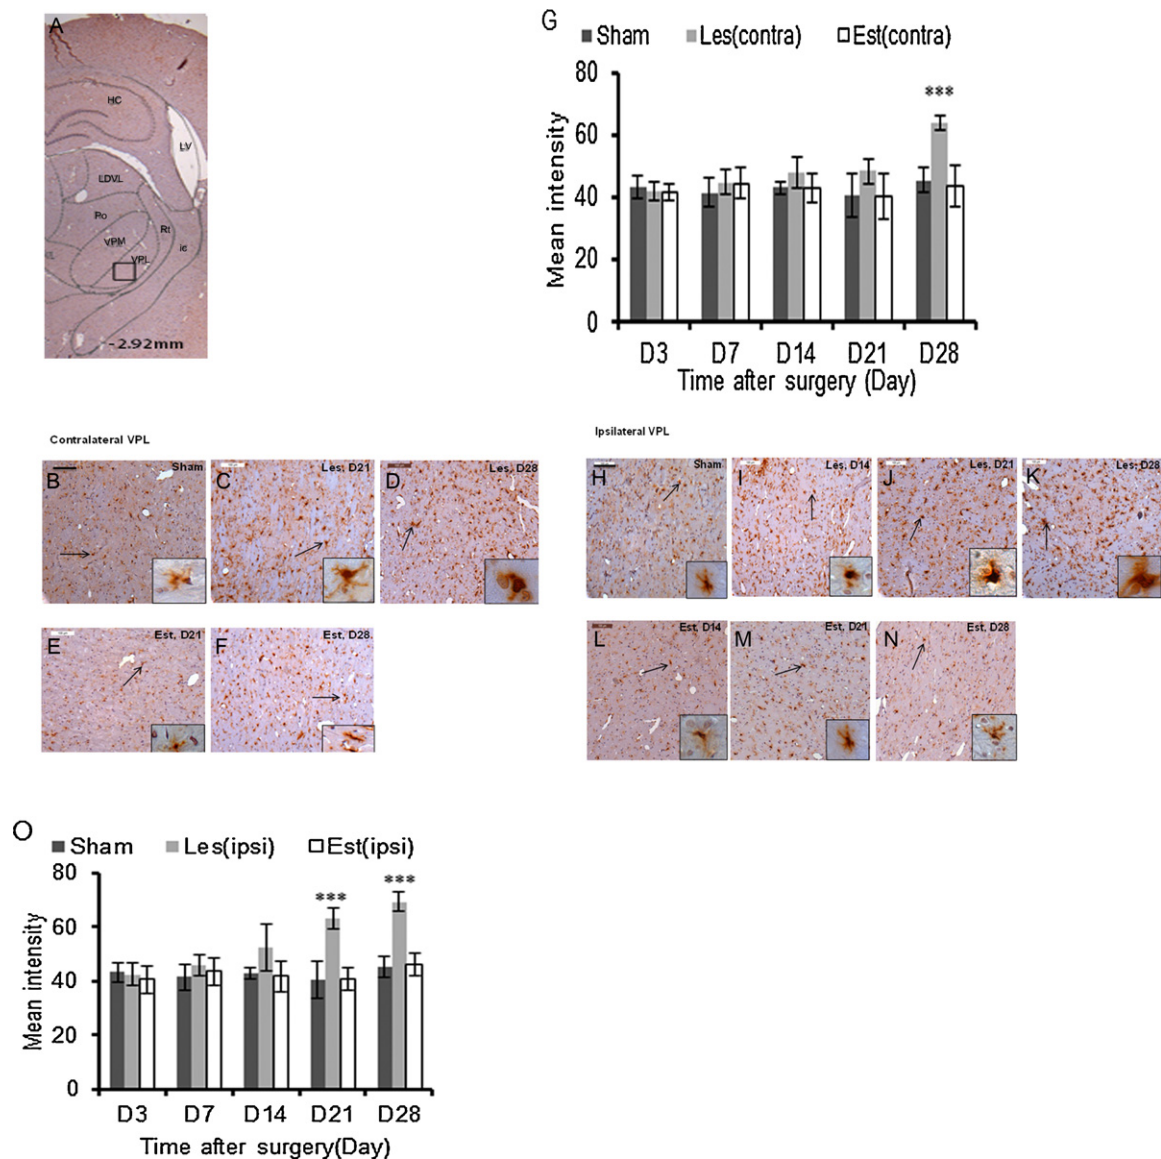 A
HC
LV
LDVL
Po
Rt
VPM
ic
VPL
-2.92mm
G
Sham Les(contra) Est(contra)
***
80
60
40
20
0
Mean intensity
D3 D7 D14 D21 D28
Time after surgery (Day)
Contralateral VPL
B Sham
C Les, D21
D Les, D28
E Est, D21
F Est, D28
Ipsilateral VPL
H Sham
I Les, D14
J Les, D21
K Les, D28
L Est, D14
M Est, D21
N Est, D28
O
Sham Les(ipsi) Est(ipsi)
*** ***
80
60
40
20
0
Mean intensity
D3 D7 D14 D21 D28
Time after surgery(Day)